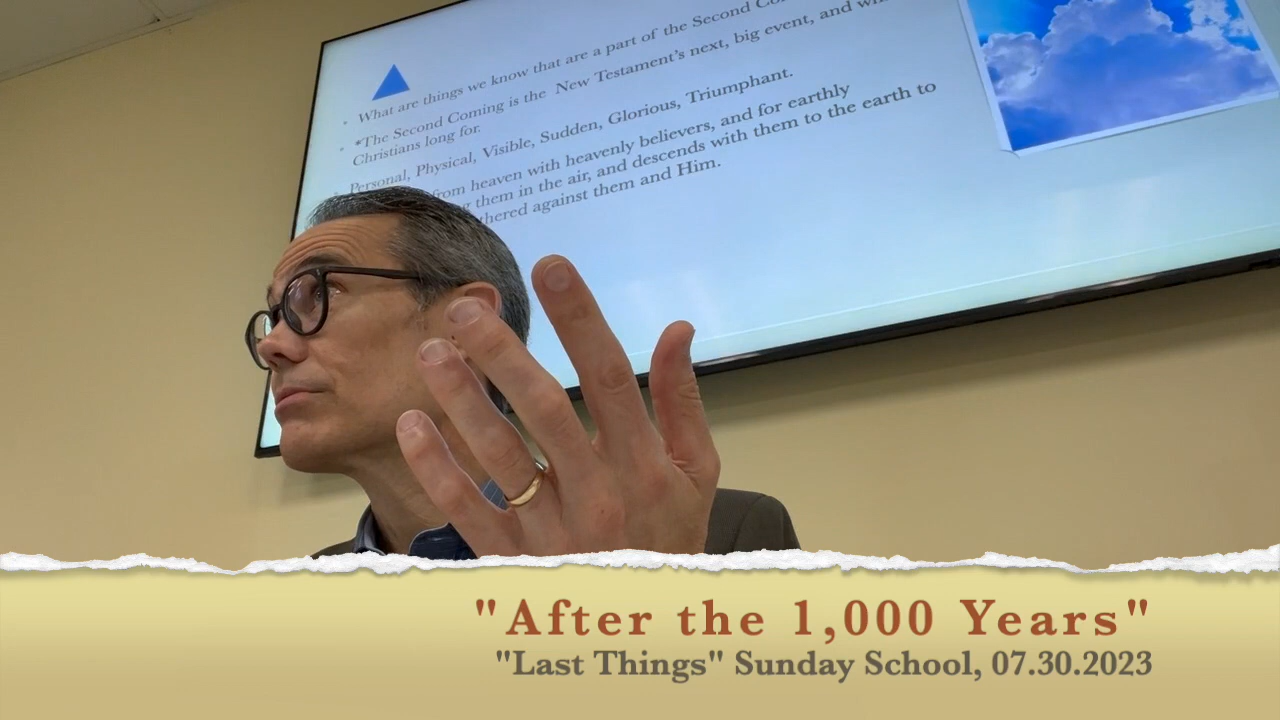 What are things we know that are a part of the Second
*The Second Coming is the New Testament's next, big event, and
Christians long for.
Personal, Physical, Visible, Sudden, Glorious, Triumphant.
from heaven with heavenly believers, and for earthly
them in the air, and descends with them to the earth to
against them and Him.
"After the 1,000 Years"
"Last Things" Sunday School, 07.30.2023